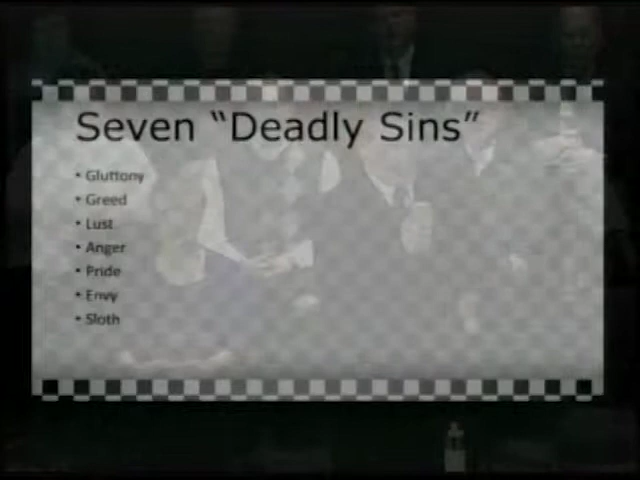 Seven “Deadly Sins”
• Gluttony
• Greed
• Lust
• Anger
• Pride
• Envy
• Sloth